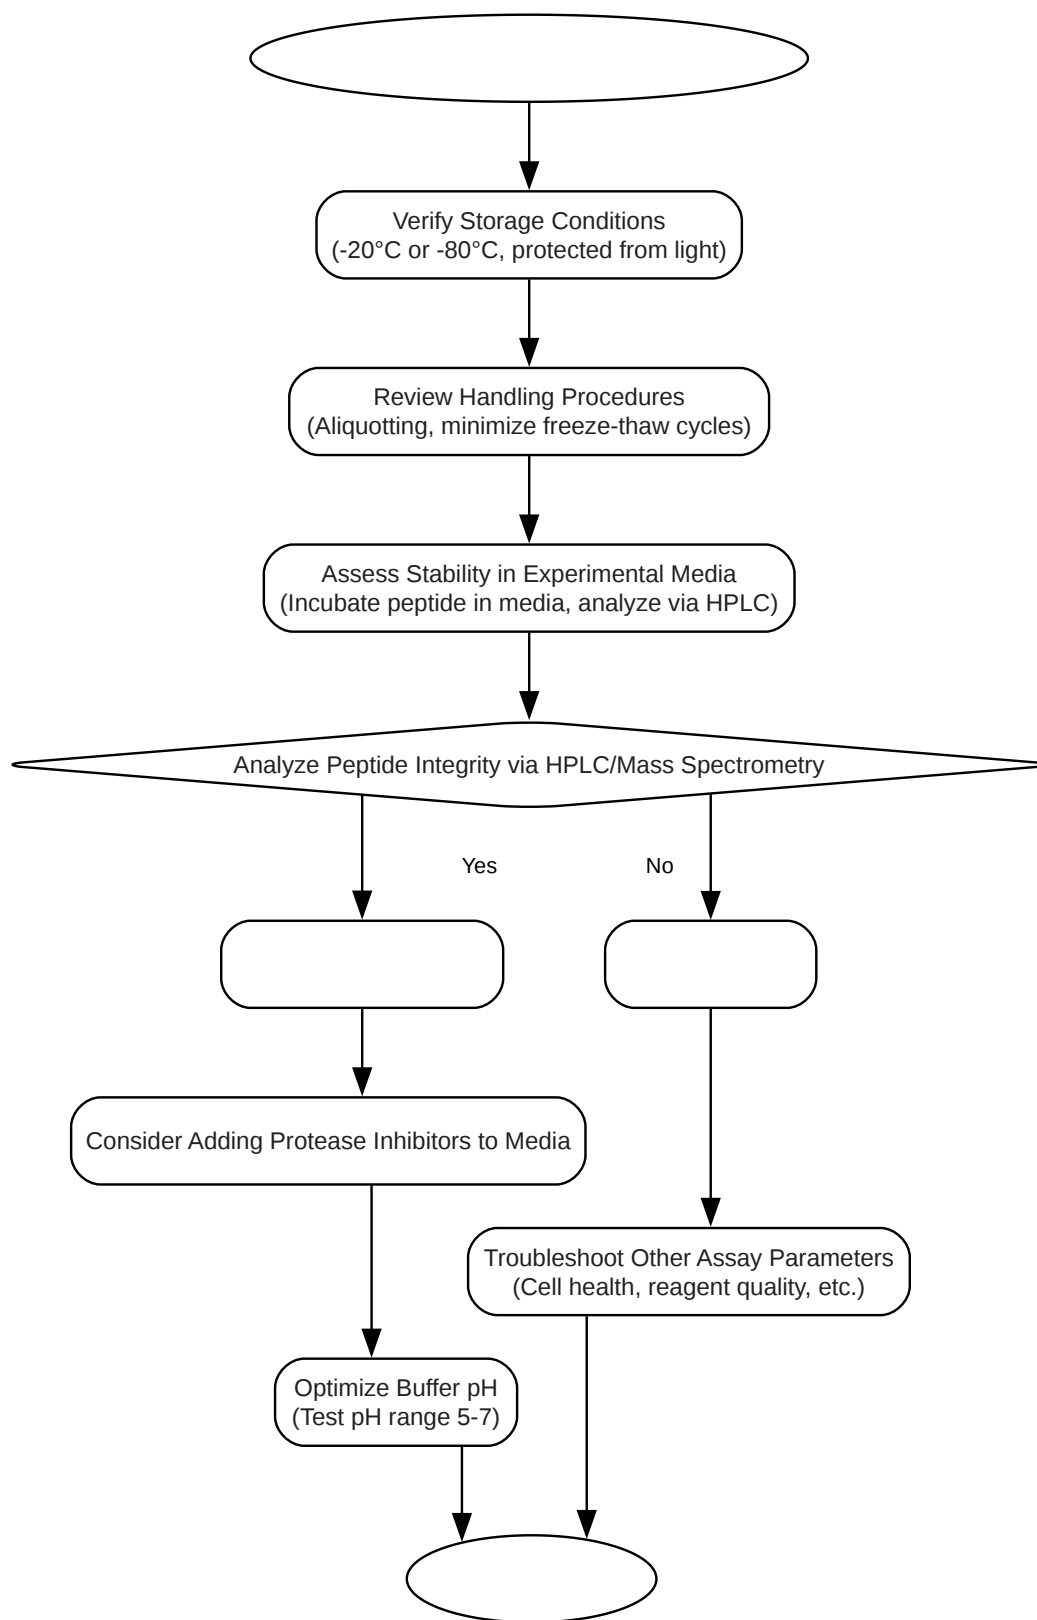 Verify Storage Conditions
(-20°C or -80°C, protected from light)
Review Handling Procedures
(Aliquotting, minimize freeze-thaw cycles)
Assess Stability in Experimental Media
(Incubate peptide in media, analyze via HPLC)
Analyze Peptide Integrity via HPLC/Mass Spectrometry
Yes
No
Consider Adding Protease Inhibitors to Media
Troubleshoot Other Assay Parameters
(Cell health, reagent quality, etc.)
Optimize Buffer pH
(Test pH range 5-7)